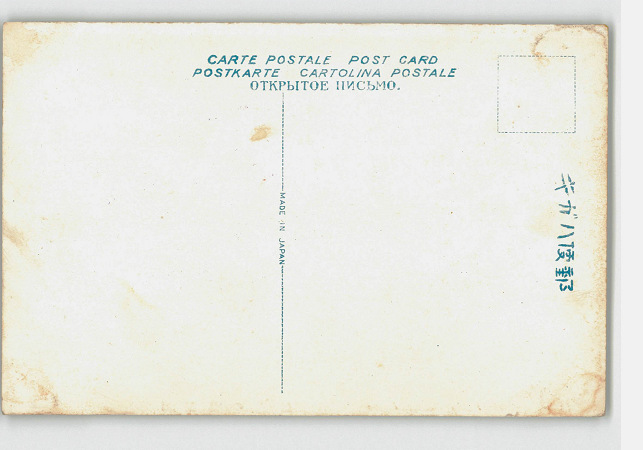 CARTE POSTALE POST CARD
POSTKARTE CARTOLINA POSTALE
ОТКРЫТОЕ ПИСЬМО.
MADE IN JAPAN
キガハ便郵